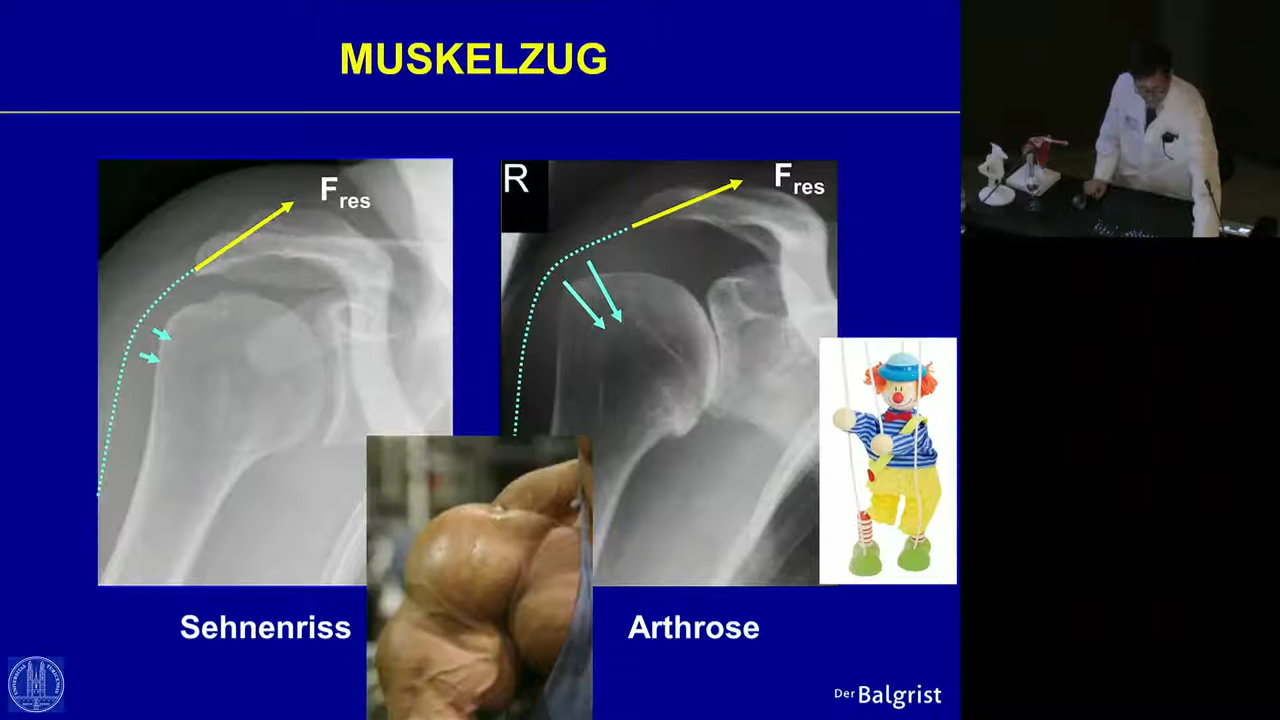 MUSKELZUG
Fres
R
Fres
Sehnenriss
Arthrose
Der Balgrist